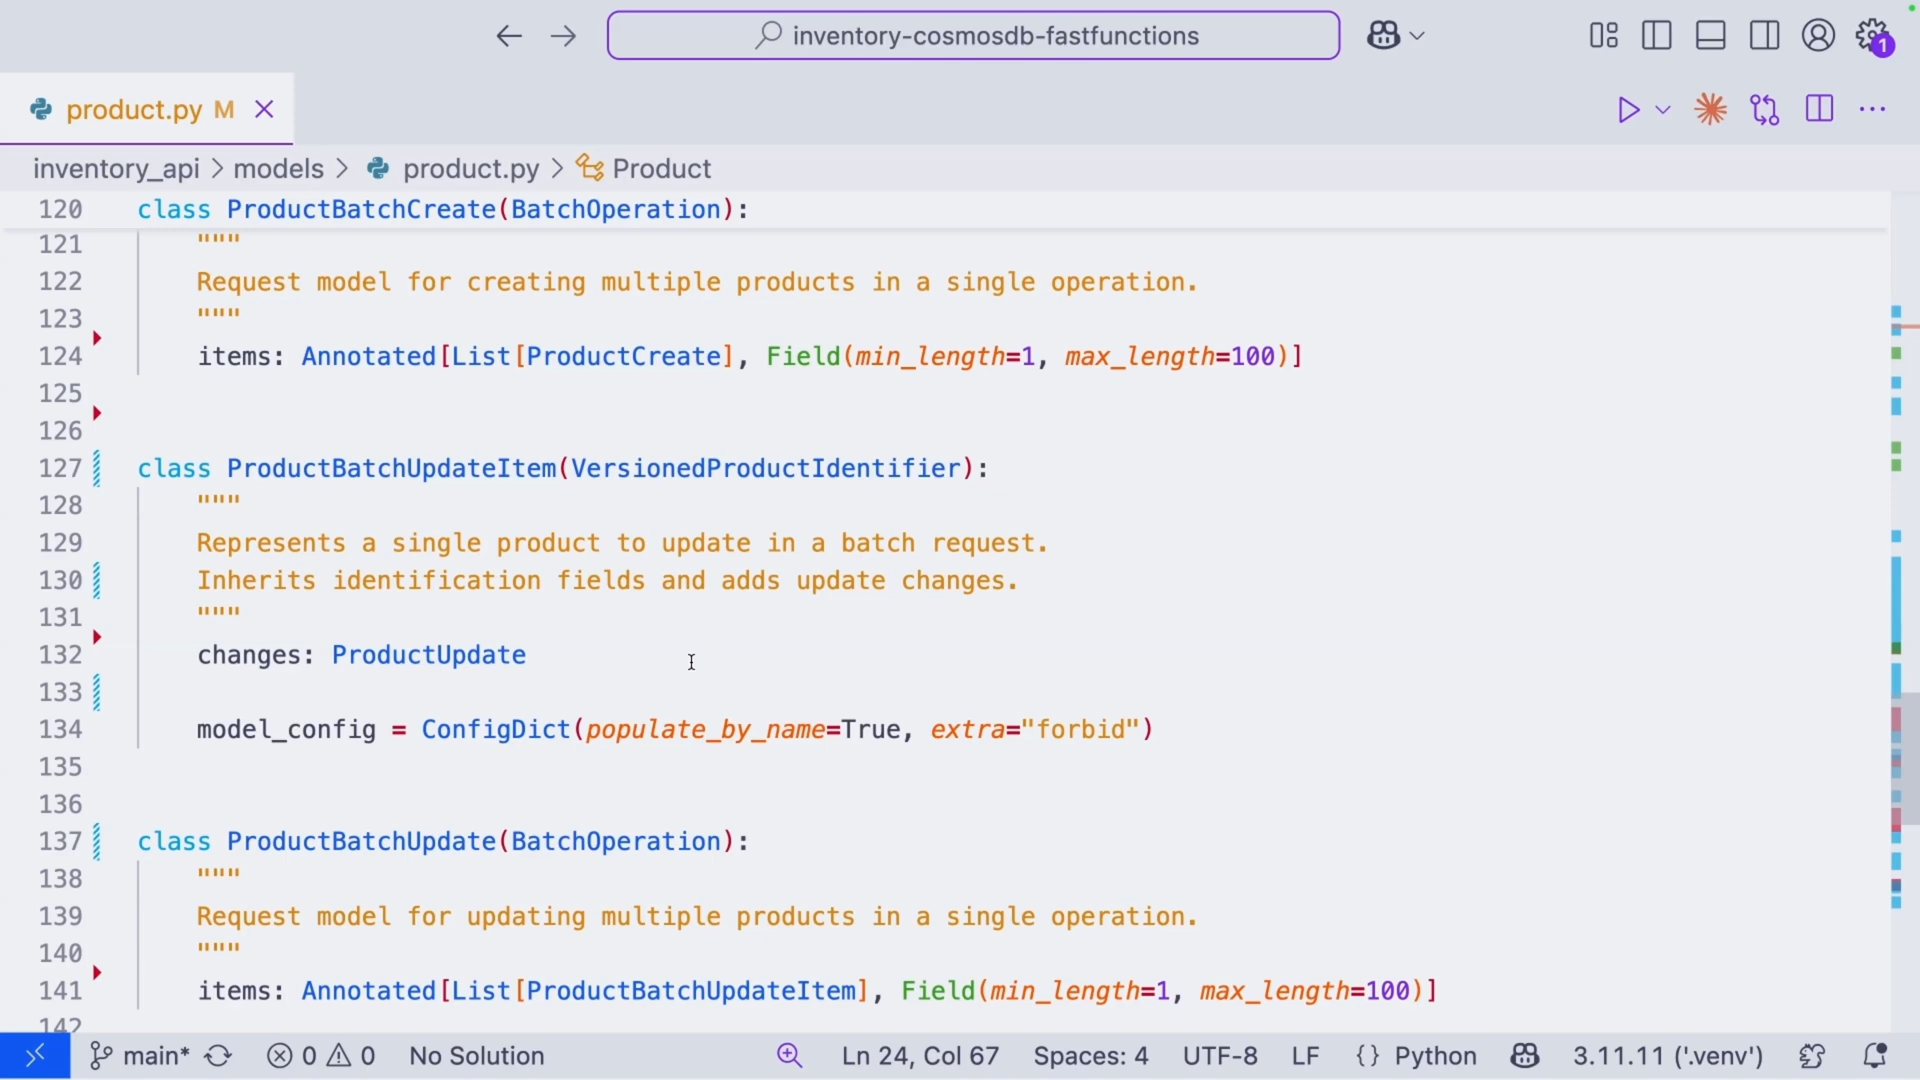 inventory-cosmosdb-fastfunctions
1
product.py M
inventory_api > models > product.py > Product
120 class ProductBatchCreate(BatchOperation):
121 """
122 Request model for creating multiple products in a single operation.
123 """
124 items: Annotated[List[ProductCreate], Field(min_length=1, max_length=100)]
125
126
127 class ProductBatchUpdateItem(VersionedProductIdentifier):
128 """
129 Represents a single product to update in a batch request.
130 Inherits identification fields and adds update changes.
131 """
132 changes: ProductUpdate
133
134 model_config = ConfigDict(populate_by_name=True, extra="forbid")
135
136
137 class ProductBatchUpdate(BatchOperation):
138 """
139 Request model for updating multiple products in a single operation.
140 """
141 items: Annotated[List[ProductBatchUpdateItem], Field(min_length=1, max_length=100)]
142
main* 0 0 No Solution Ln 24, Col 67 Spaces: 4 UTF-8 LF {} Python 3.11.11 ('.venv')